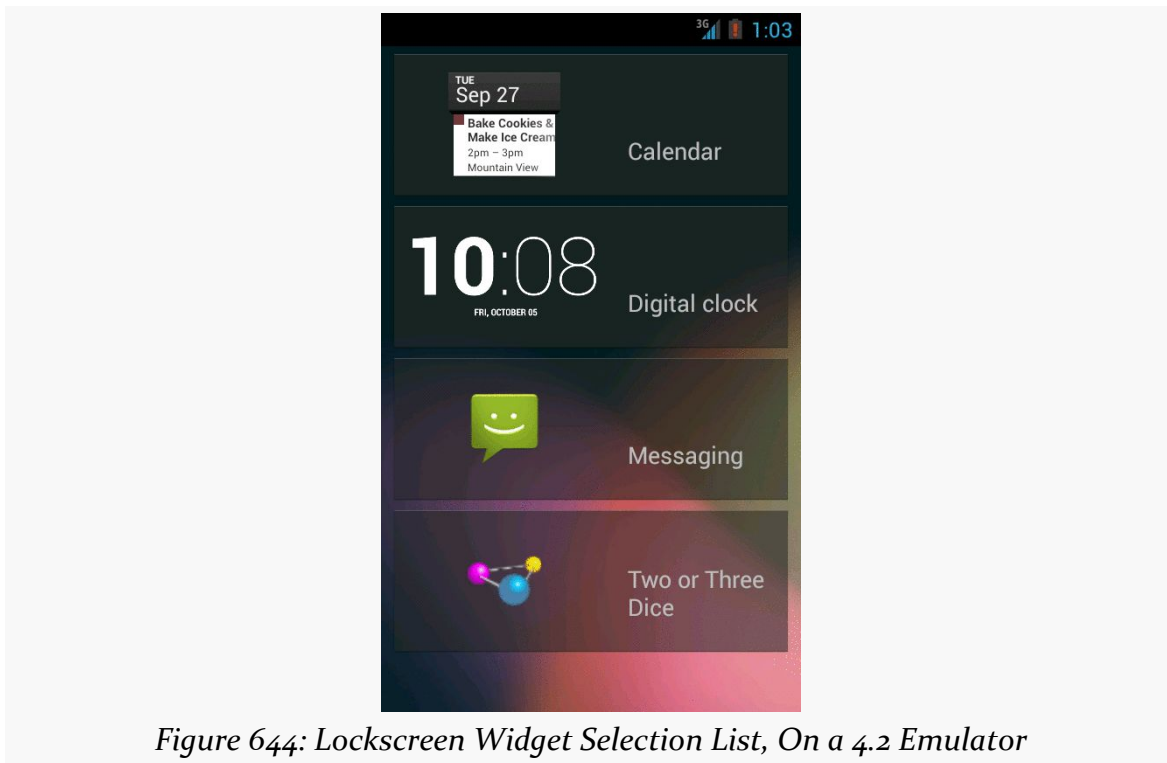 3G 1:03
TUE
Sep 27
Bake Cookies &
Make Ice Cream
2pm – 3pm
Mountain View
Calendar
10:08
FRI, OCTOBER 05
Digital clock
Messaging
Two or Three
Dice
Figure 644: Lockscreen Widget Selection List, On a 4.2 Emulator